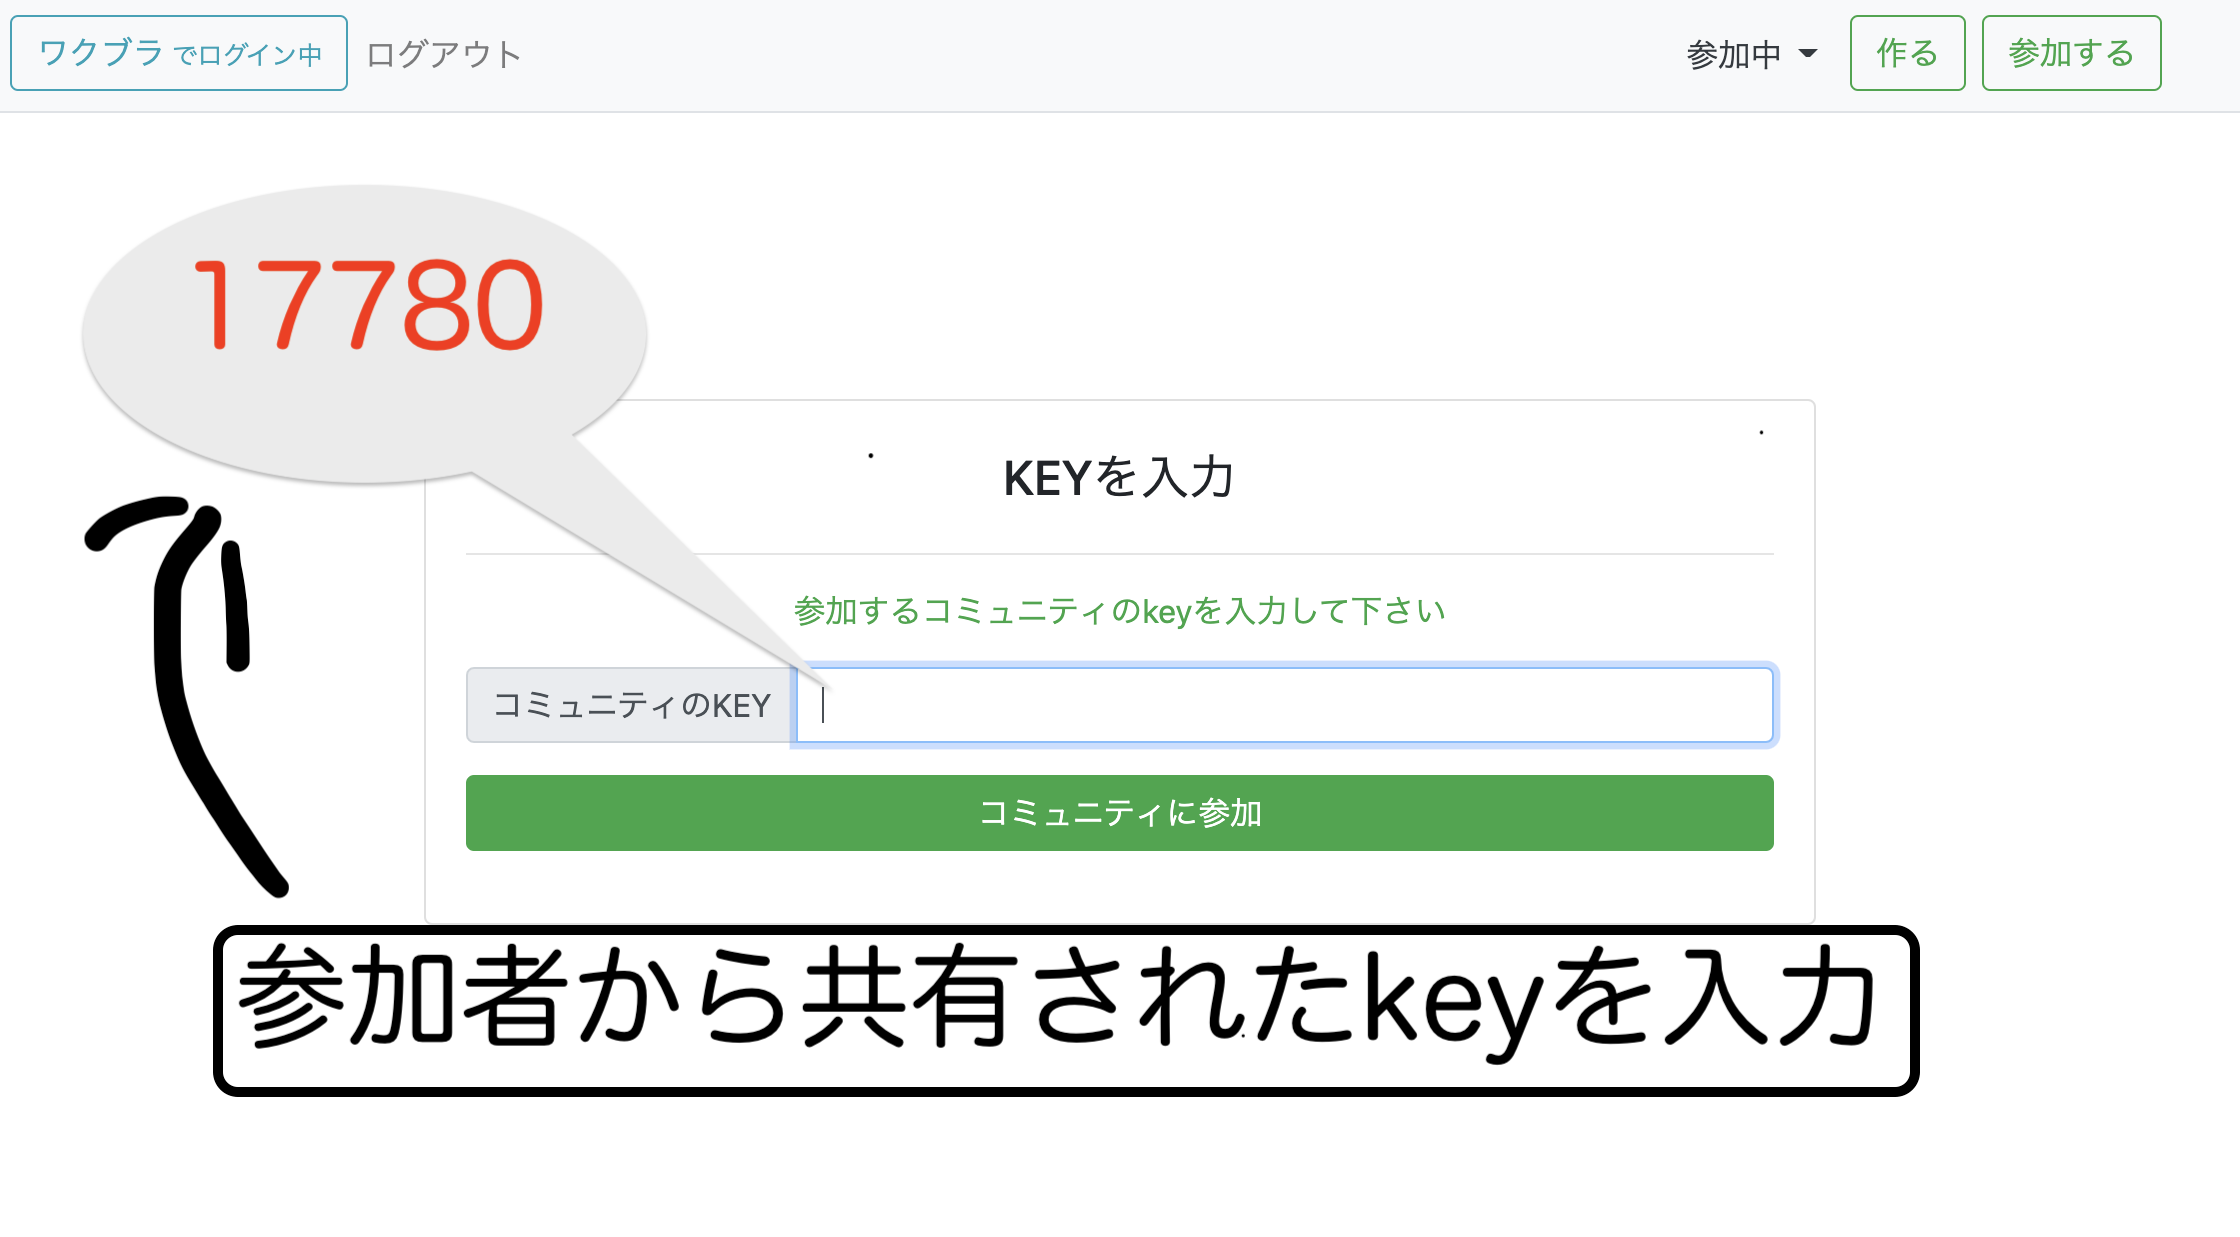 ワクブラ でログイン中 ログアウト 参加中 作る 参加する
17780
KEYを入力
参加するコミュニティのkeyを入力して下さい
コミュニティのKEY
コミュニティに参加
参加者から共有されたkeyを入力